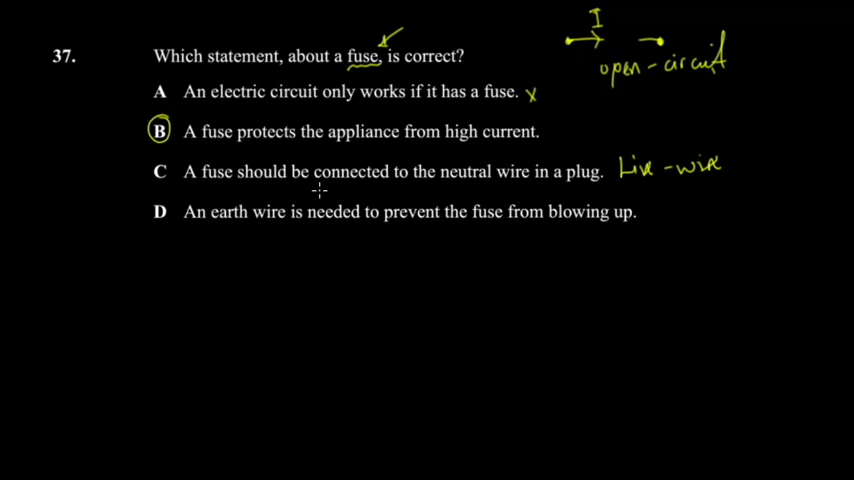 I
37. Which statement, about a fuse, is correct?
open-circuit
A An electric circuit only works if it has a fuse. x
B A fuse protects the appliance from high current.
C A fuse should be connected to the neutral wire in a plug. Live-wire
D An earth wire is needed to prevent the fuse from blowing up.